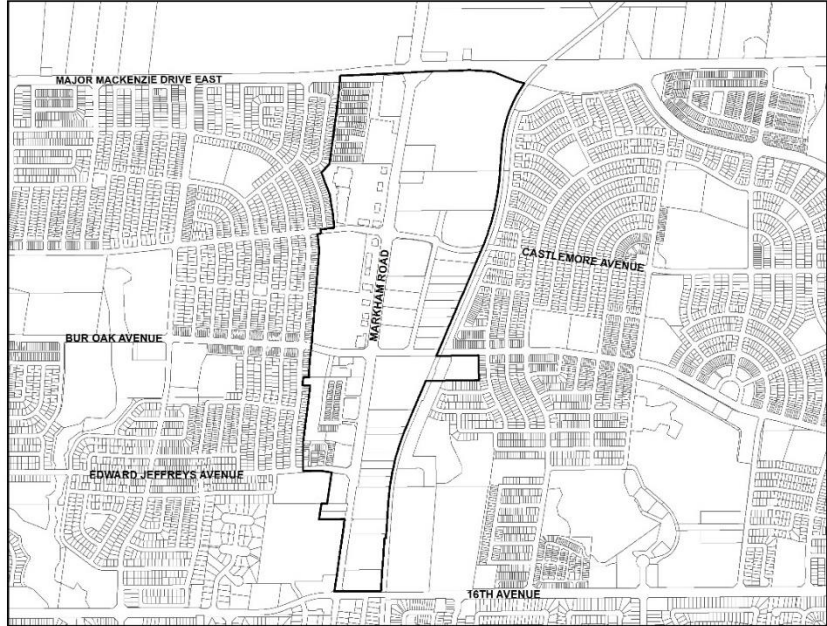 MAJOR MACKENZIE DRIVE EAST
CASTLEMORE AVENUE
MARKHAM ROAD
BUR OAK AVENUE
EDWARD JEFFREYS AVENUE
16TH AVENUE